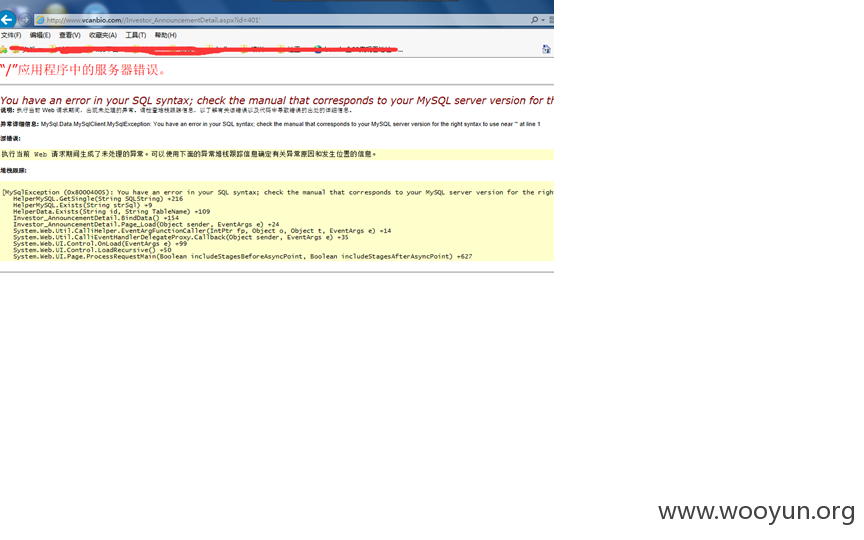 http://www.vcanbio.com//Investor_AnnouncementDetail.aspx?id=401'
文件(F) 编辑(E) 查看(V) 收藏夹(A) 工具(T) 帮助(H)
"/"应用程序中的服务器错误。
You have an error in your SQL syntax; check the manual that corresponds to your MySQL server version for th
说明: 执行当前 Web 请求期间，出现未处理的异常。请检查堆栈跟踪信息，以了解有关该错误以及代码中导致错误的出处的详细信息。
异常详细信息: MySql.Data.MySqlClient.MySqlException: You have an error in your SQL syntax; check the manual that corresponds to your MySQL server version for the right syntax to use near ''' at line 1
源错误:
执行当前 Web 请求期间生成了未处理的异常。可以使用下面的异常堆栈跟踪信息确定有关异常原因和发生位置的信息。
堆栈跟踪:
[MySqlException (0x80004005): You have an error in your SQL syntax; check the manual that corresponds to your MySQL server version for the righ
HelperMySQL.GetSingle(String SQLString) +216
HelperMySQL.Exists(String strSql) +9
HelperData.Exists(String id, String TableName) +109
Investor_AnnouncementDetail.BindData() +154
Investor_AnnouncementDetail.Page_Load(Object sender, EventArgs e) +24
System.Web.Util.CalliHelper.EventArgFunctionCaller(IntPtr fp, Object o, Object t, EventArgs e) +14
System.Web.Util.CalliEventHandlerDelegateProxy.Callback(Object sender, EventArgs e) +35
System.Web.UI.Control.OnLoad(EventArgs e) +99
System.Web.UI.Control.LoadRecursive() +50
System.Web.UI.Page.ProcessRequestMain(Boolean includeStagesBeforeAsyncPoint, Boolean includeStagesAfterAsyncPoint) +627
www.wooyun.org